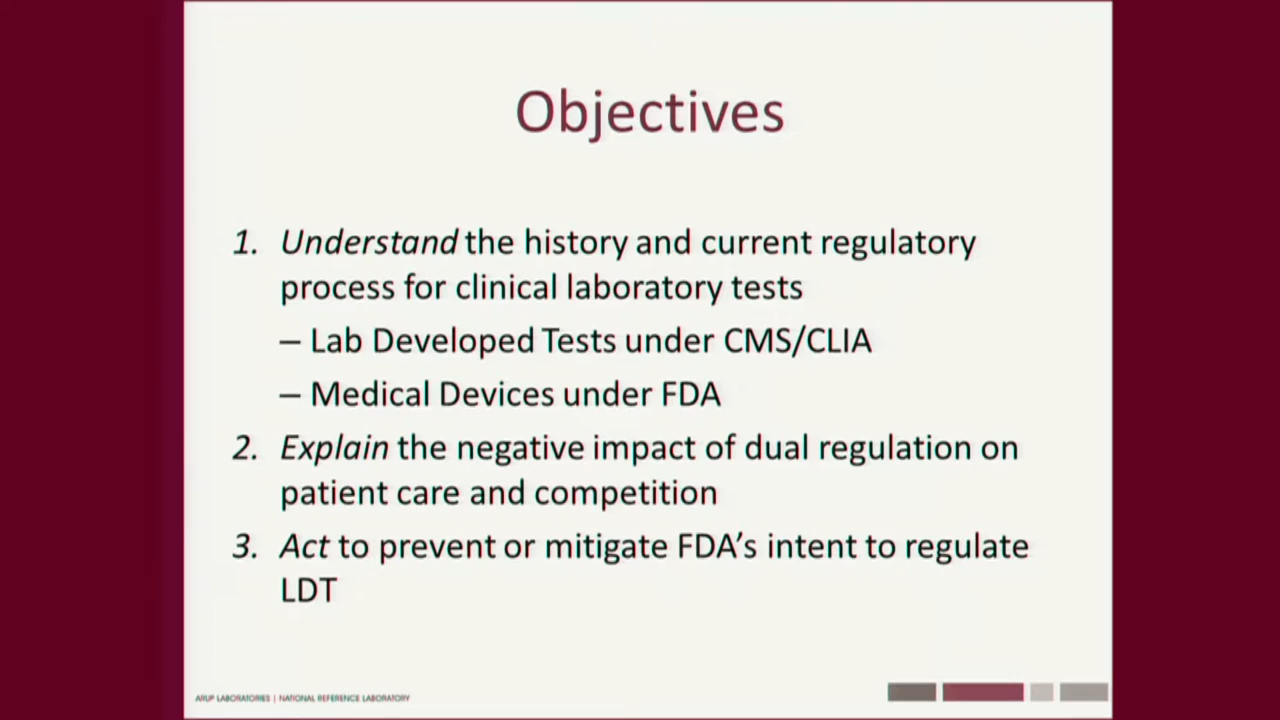 Objectives
1. Understand the history and current regulatory
process for clinical laboratory tests
– Lab Developed Tests under CMS/CLIA
– Medical Devices under FDA
2. Explain the negative impact of dual regulation on
patient care and competition
3. Act to prevent or mitigate FDA's intent to regulate
LDT
ARUP LABORATORIES | NATIONAL REFERENCE LABORATORY